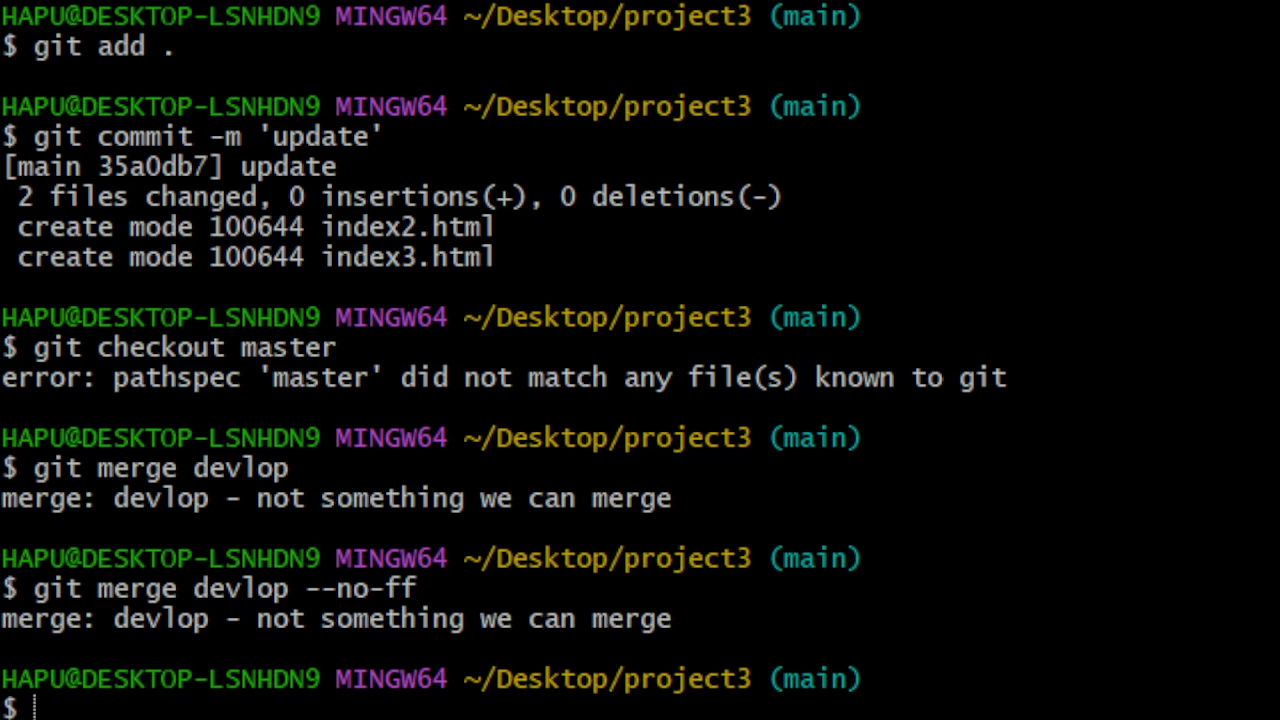 HAPU@DESKTOP-LSNHDN9 MINGW64 ~/Desktop/project3 (main)
$ git add .
HAPU@DESKTOP-LSNHDN9 MINGW64 ~/Desktop/project3 (main)
$ git commit -m 'update'
[main 35a0db7] update
 2 files changed, 0 insertions(+), 0 deletions(-)
 create mode 100644 index2.html
 create mode 100644 index3.html
HAPU@DESKTOP-LSNHDN9 MINGW64 ~/Desktop/project3 (main)
$ git checkout master
error: pathspec 'master' did not match any file(s) known to git
HAPU@DESKTOP-LSNHDN9 MINGW64 ~/Desktop/project3 (main)
$ git merge devlop
merge: devlop - not something we can merge
HAPU@DESKTOP-LSNHDN9 MINGW64 ~/Desktop/project3 (main)
$ git merge devlop --no-ff
merge: devlop - not something we can merge
HAPU@DESKTOP-LSNHDN9 MINGW64 ~/Desktop/project3 (main)
$